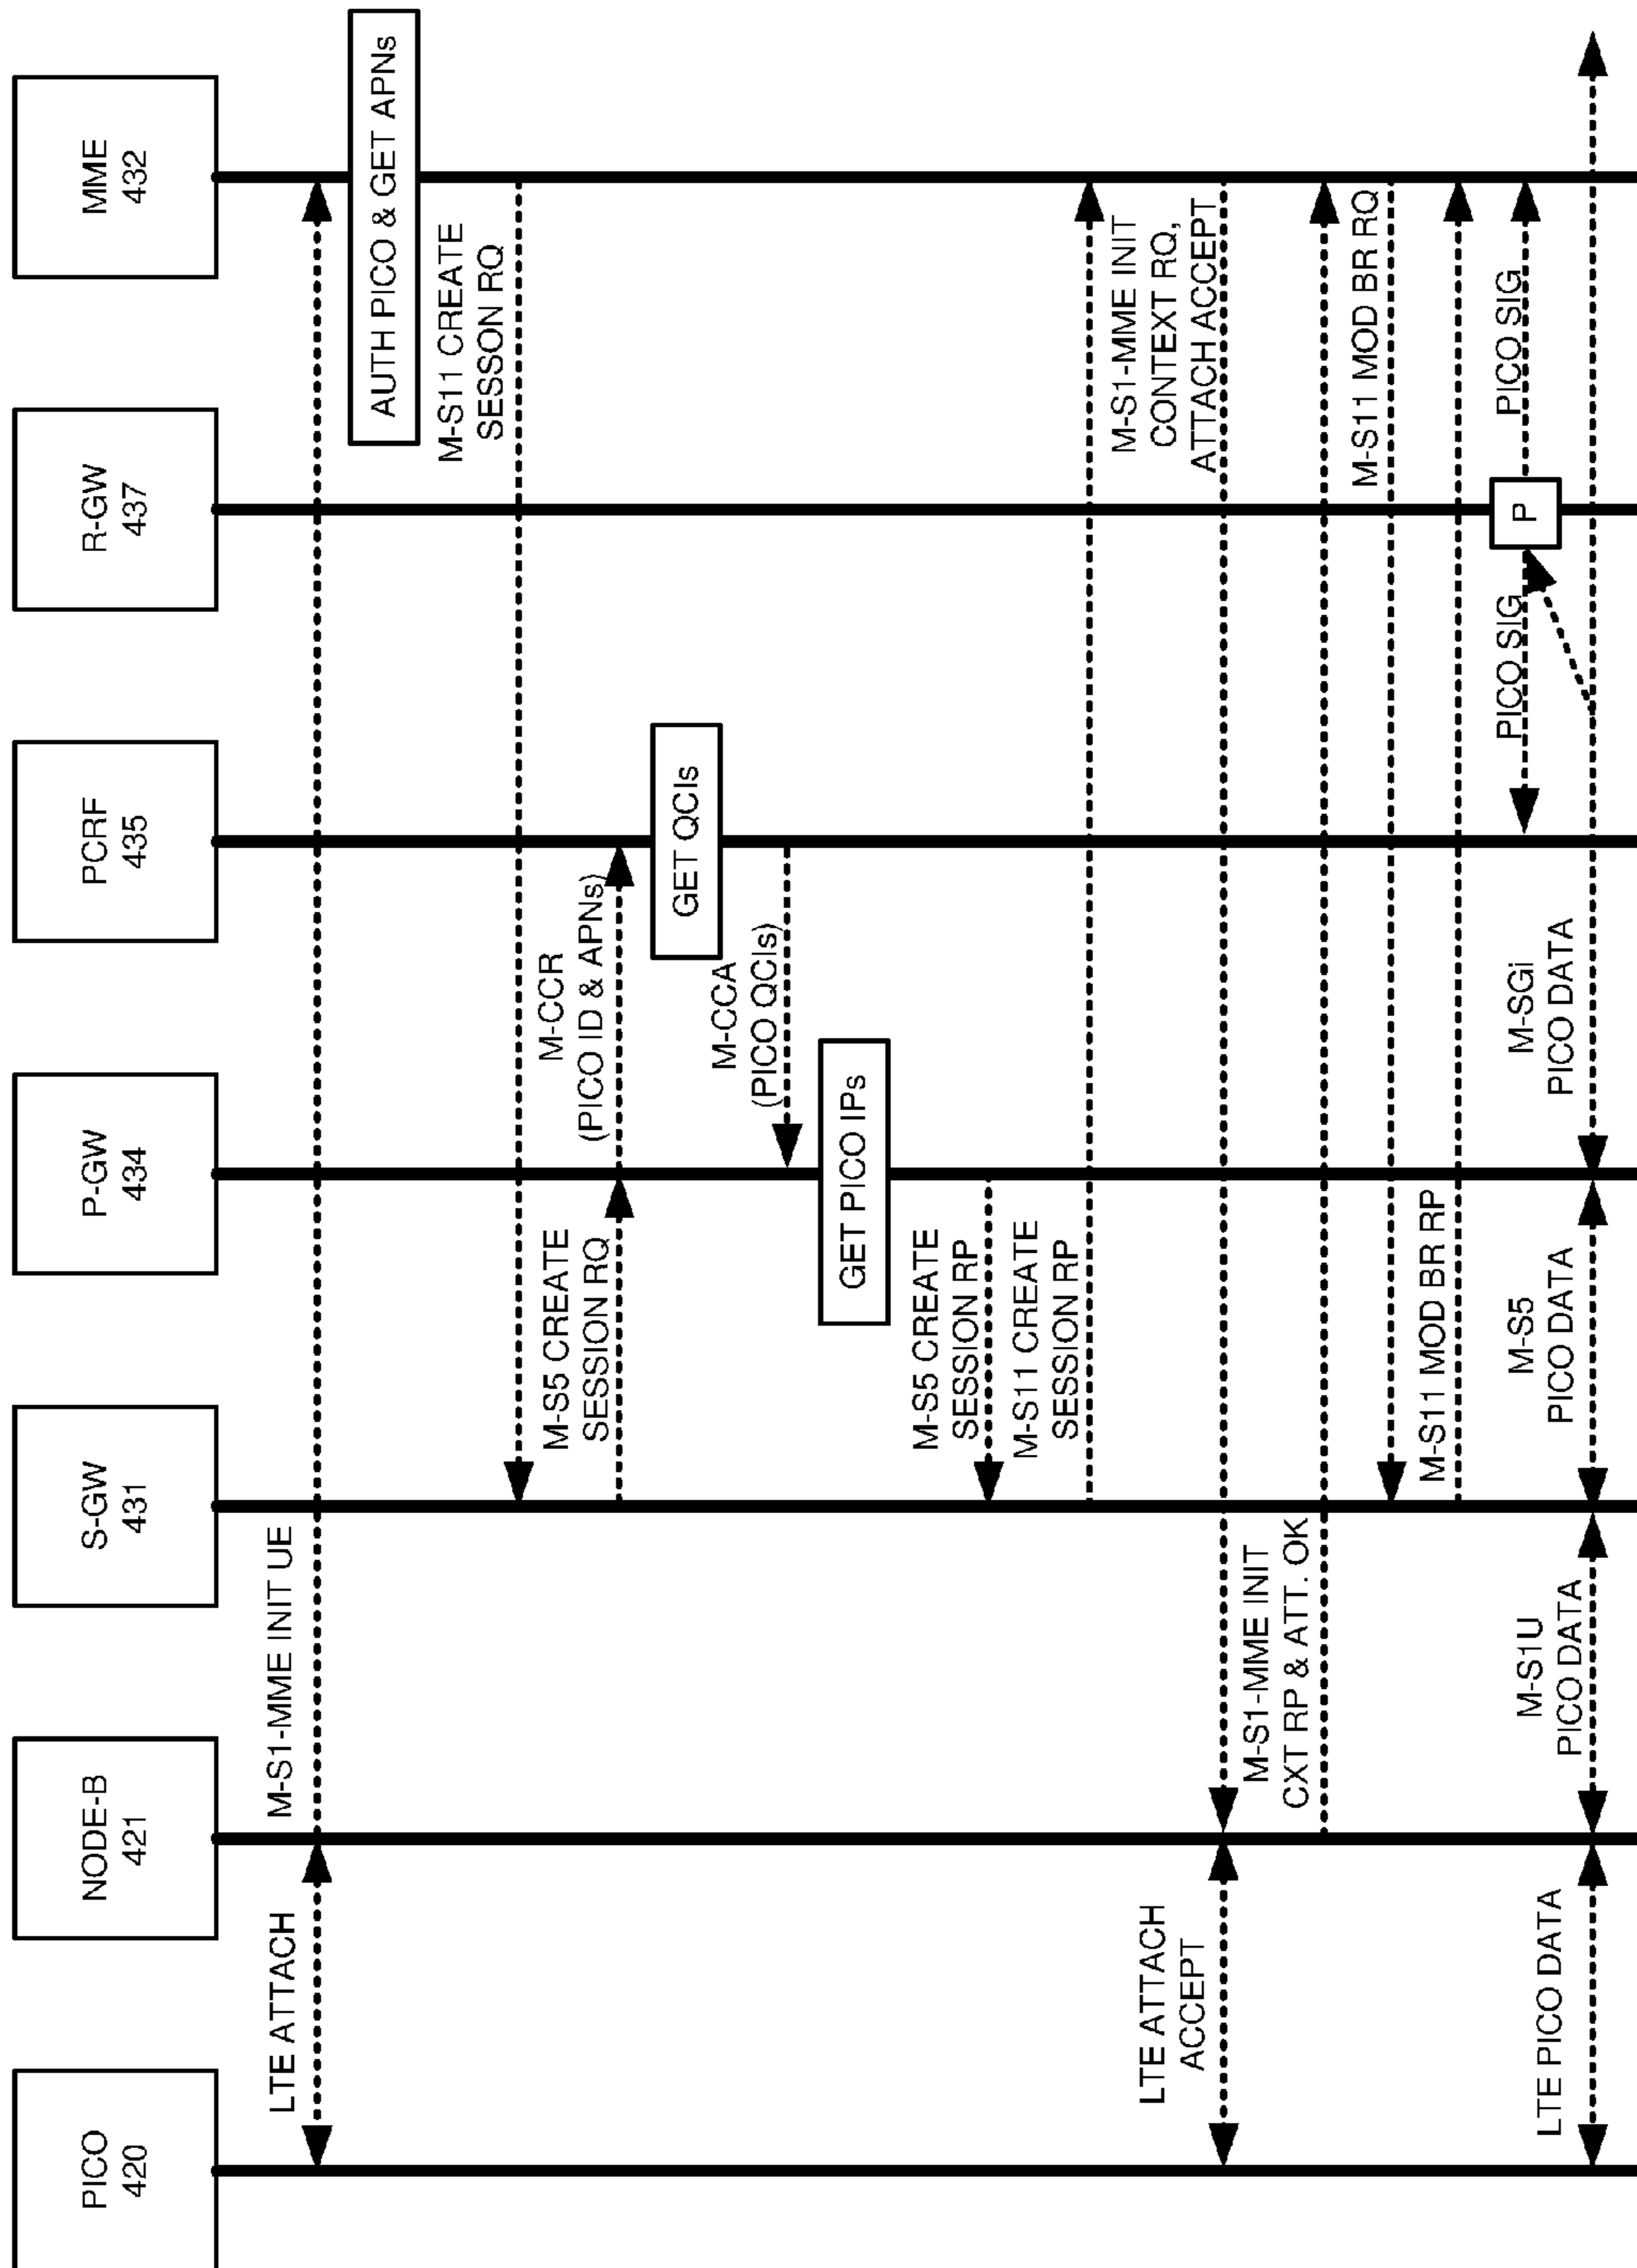 PICO
420
NODE-B
421
S-GW
431
P-GW
434
PCRF
435
R-GW
437
MME
432
LTE ATTACH
M-S1-MME INIT UE
AUTH PICO & GET APNs
M-S11 CREATE
SESSON RQ
M-S5 CREATE
SESSION RQ
M-CCR
(PICO ID & APNs)
GET QCIs
M-CCA
(PICO QCIs)
GET PICO IPs
M-S5 CREATE
SESSION RP
M-S11 CREATE
SESSION RP
M-S1-MME INIT
CONTEXT RQ,
ATTACH ACCEPT
LTE ATTACH
ACCEPT
M-S1-MME INIT
CXT RP & ATT. OK
M-S11 MOD BR RQ
M-S11 MOD BR RP
PICO SIG
P
PICO SIG
LTE PICO DATA
M-S1U
PICO DATA
M-S5
PICO DATA
M-SGi
PICO DATA